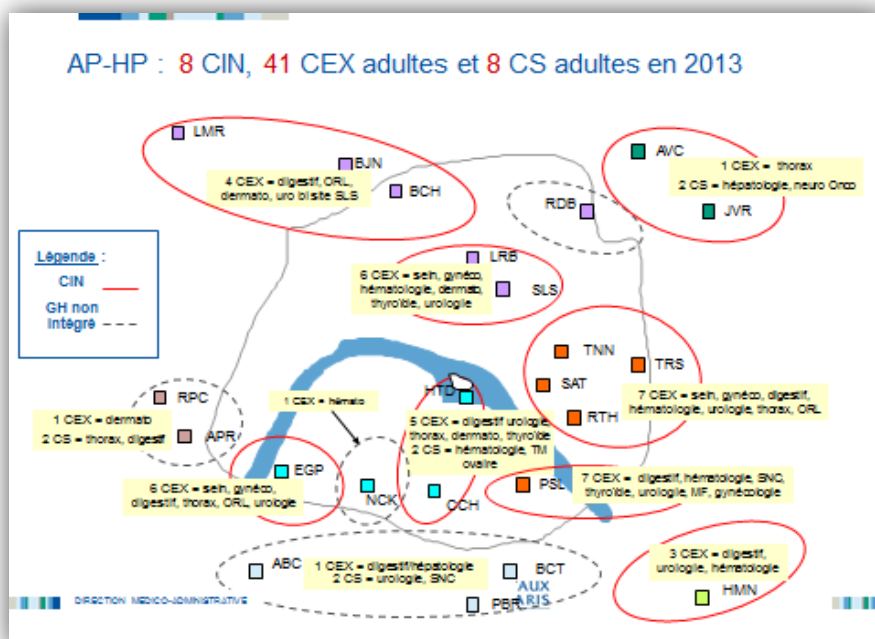 AP-HP : 8 CIN, 41 CEX adultes et 8 CS adultes en 2013
LMR
BJN
BCH
4 CEX = digestif, ORL,
dermato, uro bi site SLS
AVC
1 CEX = thorax
2 CS = hépatologie, neuro Onco
JVR
RDB
Légende :
CIN
GH non
intégré
LRB
SLS
6 CEX = sein, gynéco,
hématologie, dermato,
thyroïde, urologie
TNN
TRS
SAT
RTH
7 CEX = sein, gynéco, digestif,
hématologie, urologie, thorax, ORL
RPC
1 CEX = dermato
2 CS = thorax, digestif
APR
1 CEX = hémato
HTD
5 CEX = digestif urologie,
thorax, dermato, thyroïde
2 CS = hématologie, TM
ovaire
CCH
EGP
6 CEX = sein, gynéco,
digestif, thorax, ORL, urologie
NCK
PSL
7 CEX = digestif, hématologie, SNC,
thyroïde, urologie, MF, gynécologie
ABC
1 CEX = digestif/hépatologie
2 CS = urologie, SNC
BCT
PBR
AUX
ARIS
3 CEX = digestif,
urologie, hématologie
HMN
DIRECTION MEDICO-ADMINISTRATIVE